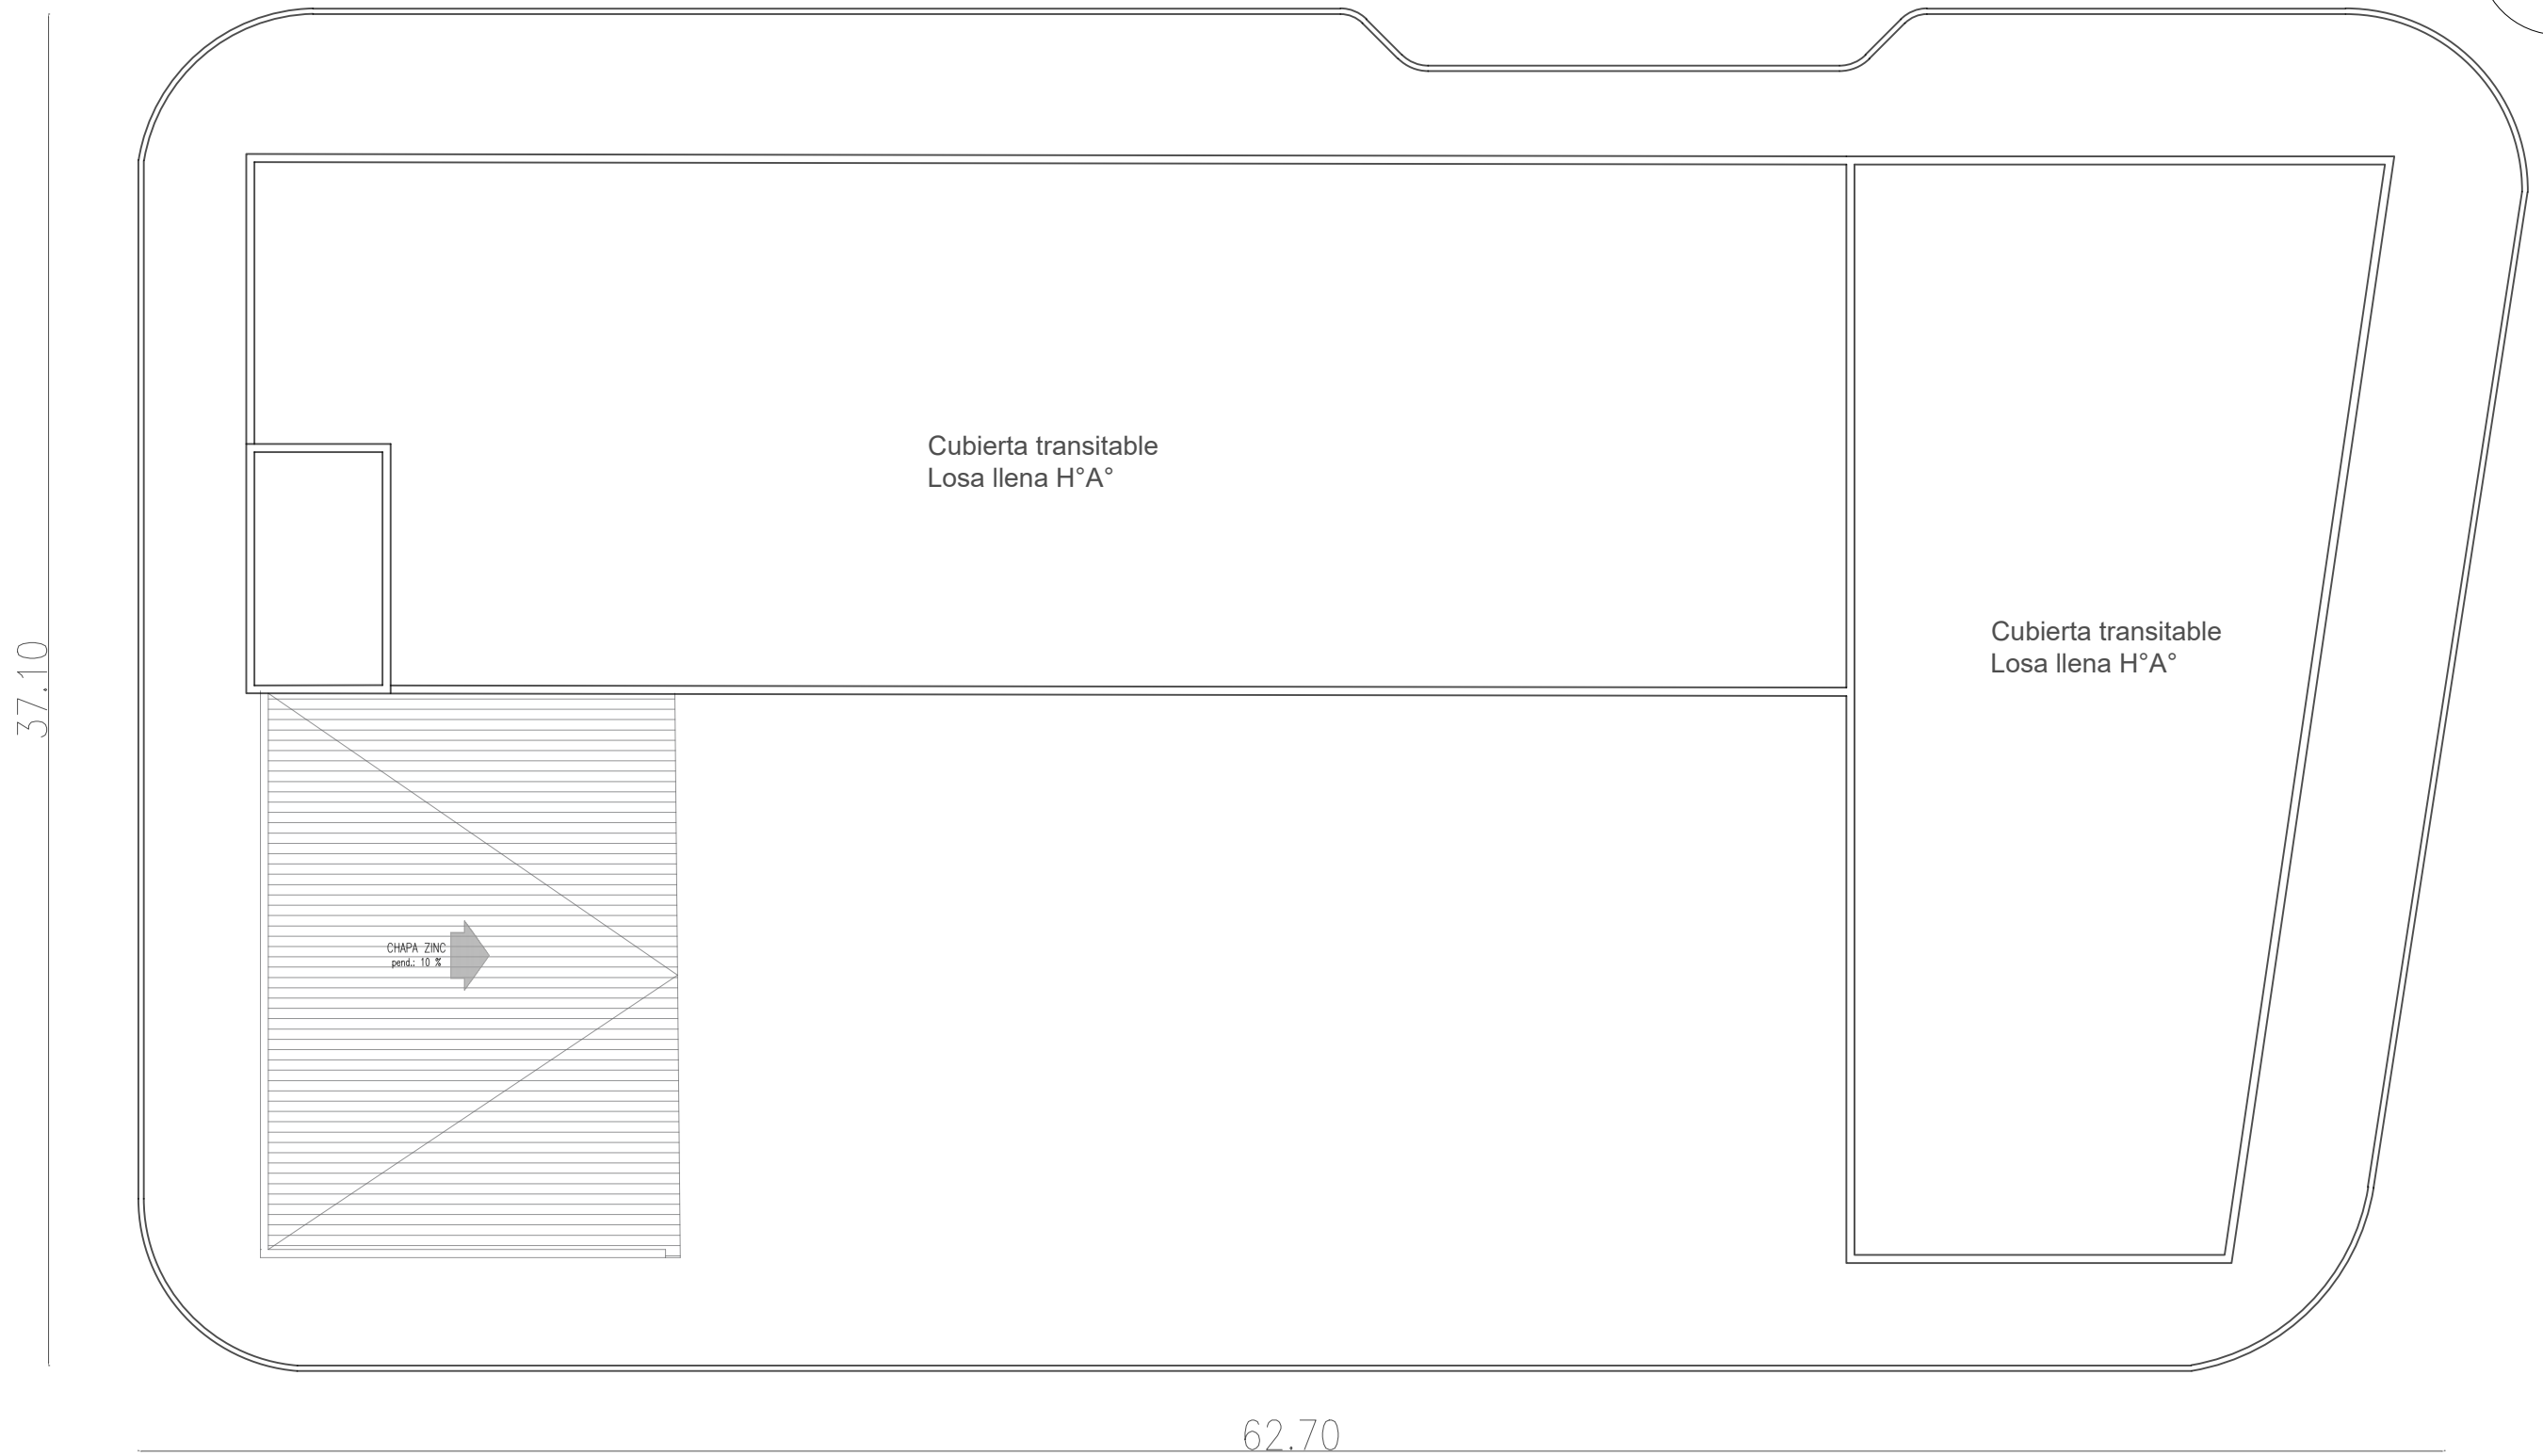 Cubierta transitable
Losa llena H°A°
Cubierta transitable
Losa llena H°A°
37.10
CHAPA ZINC
pend.: 10 %
62.70